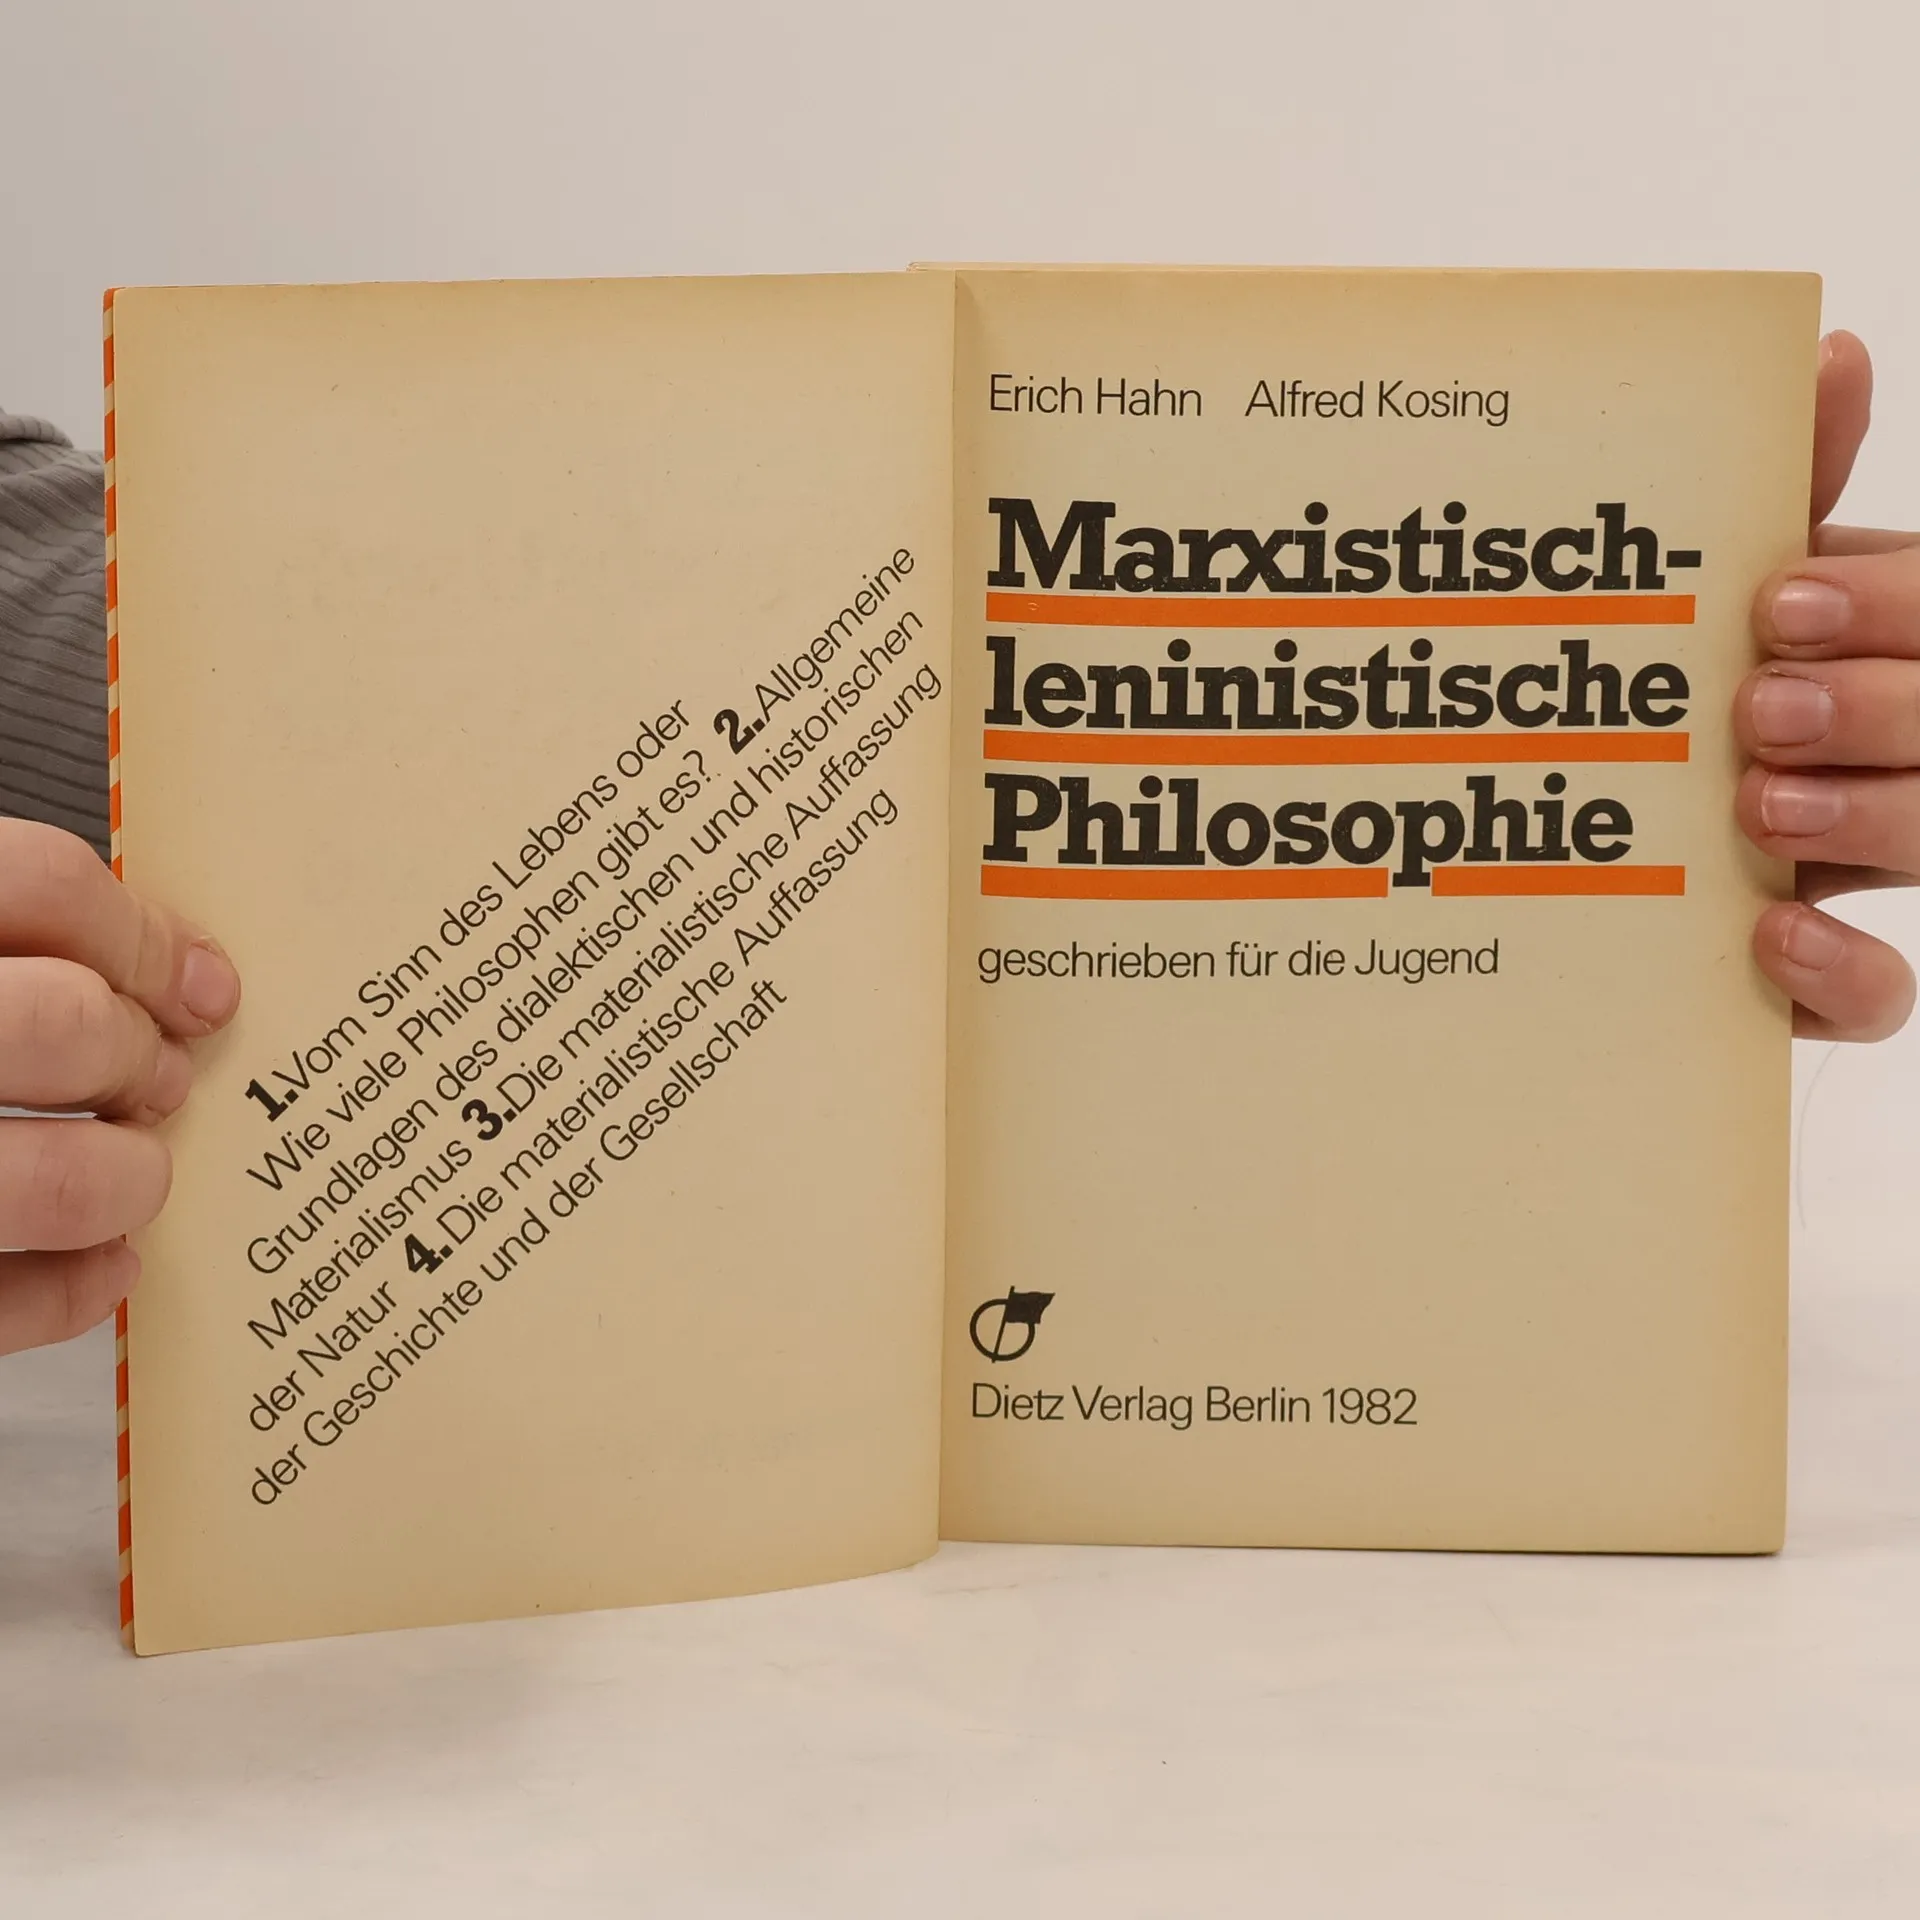 1. Vom Sinn des Lebens oder
Wie viele Philosophen gibt es? 2. Allgemeine
Grundlagen des dialektischen und historischen
Materialismus 3. Die materialistische Auffassung
der Natur 4. Die materialistische Auffassung
der Geschichte und der Gesellschaft
Erich Hahn Alfred Kosing
Marxistisch-
leninistische
Philosophie
geschrieben für die Jugend
Dietz Verlag Berlin 1982